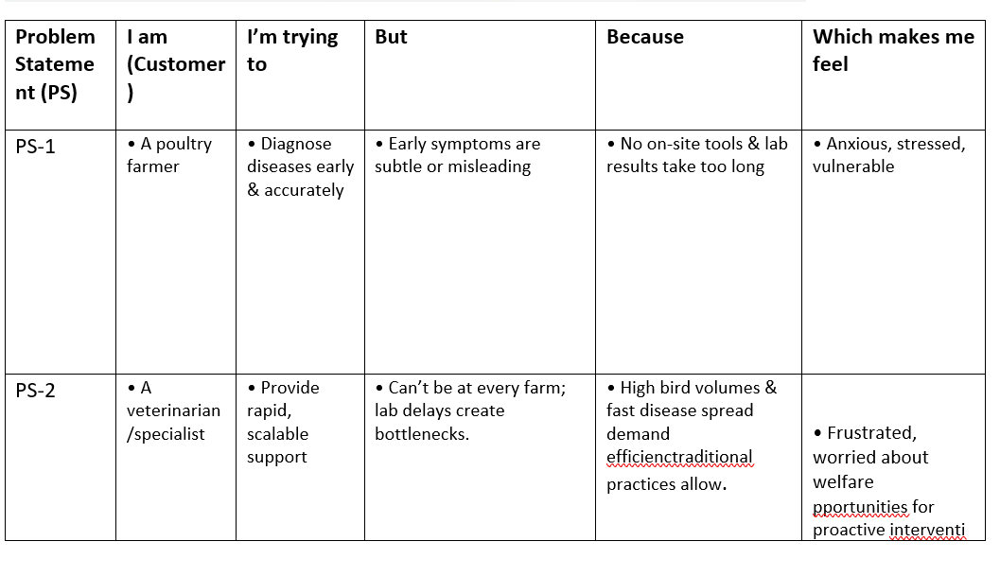 Problem
Stateme
nt (PS)
I am
(Customer
)
I’m trying
to
But
Because
Which makes me
feel
PS-1
• A poultry
farmer
• Diagnose
diseases early
& accurately
• Early symptoms are
subtle or misleading
• No on-site tools & lab
results take too long
• Anxious, stressed,
vulnerable
PS-2
• A
veterinarian
/specialist
• Provide
rapid,
scalable
support
• Can’t be at every farm;
lab delays create
bottlenecks.
• High bird volumes &
fast disease spread
demand
efficienctraditional
practices allow.
• Frustrated,
worried about
welfare
pportunities for
proactive interventi